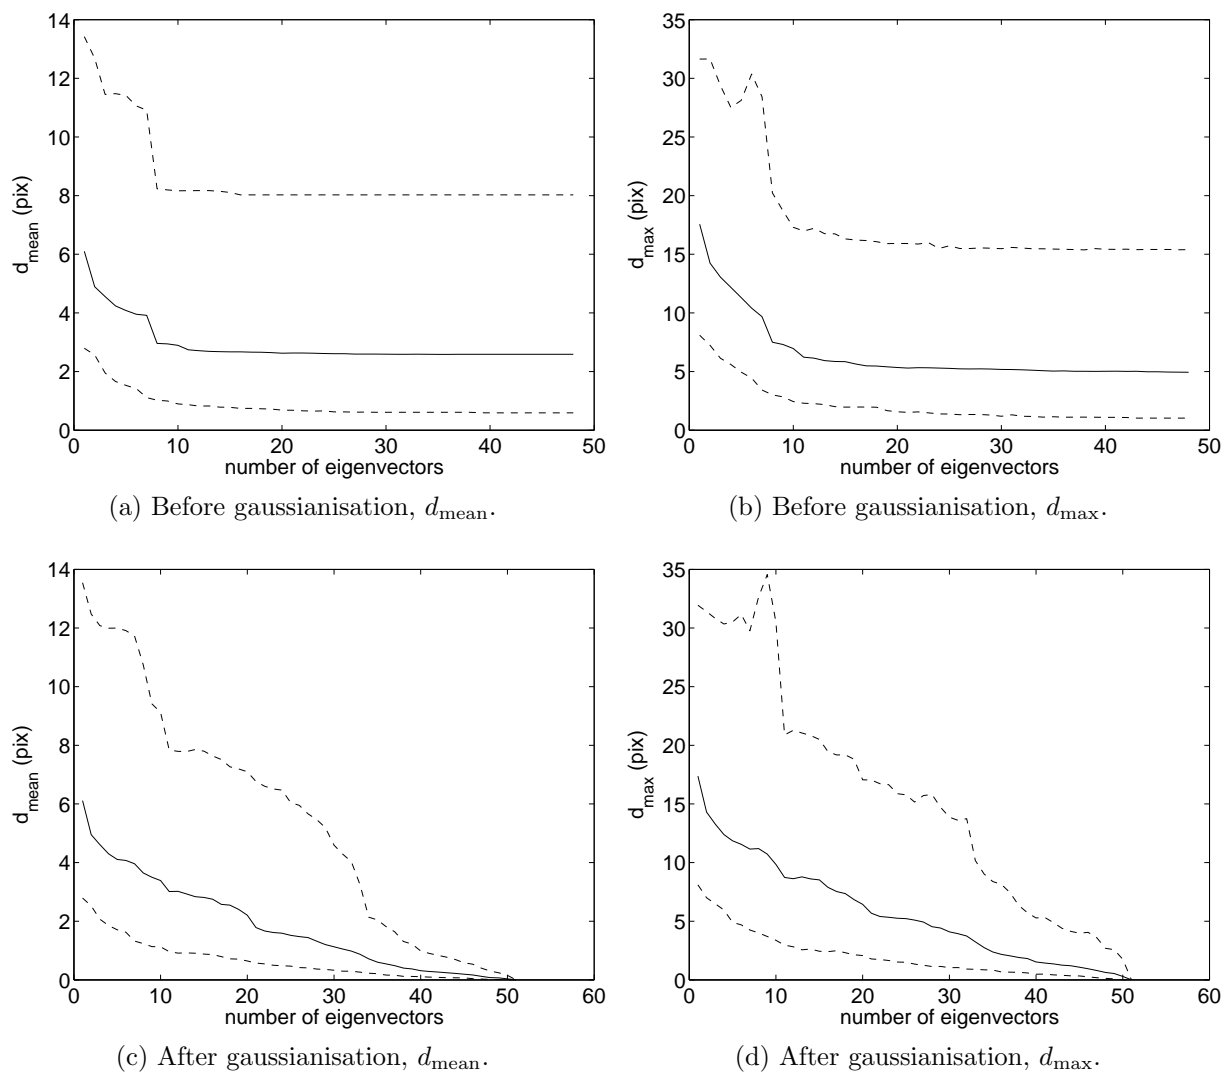 14
12
10
8
6
4
2
0
d_mean (pix)
0 10 20 30 40 50
number of eigenvectors
(a) Before gaussianisation, d_mean.
35
30
25
20
15
10
5
0
d_max (pix)
0 10 20 30 40 50
number of eigenvectors
(b) Before gaussianisation, d_max.
14
12
10
8
6
4
2
0
d_mean (pix)
0 10 20 30 40 50 60
number of eigenvectors
(c) After gaussianisation, d_mean.
35
30
25
20
15
10
5
0
d_max (pix)
0 10 20 30 40 50 60
number of eigenvectors
(d) After gaussianisation, d_max.